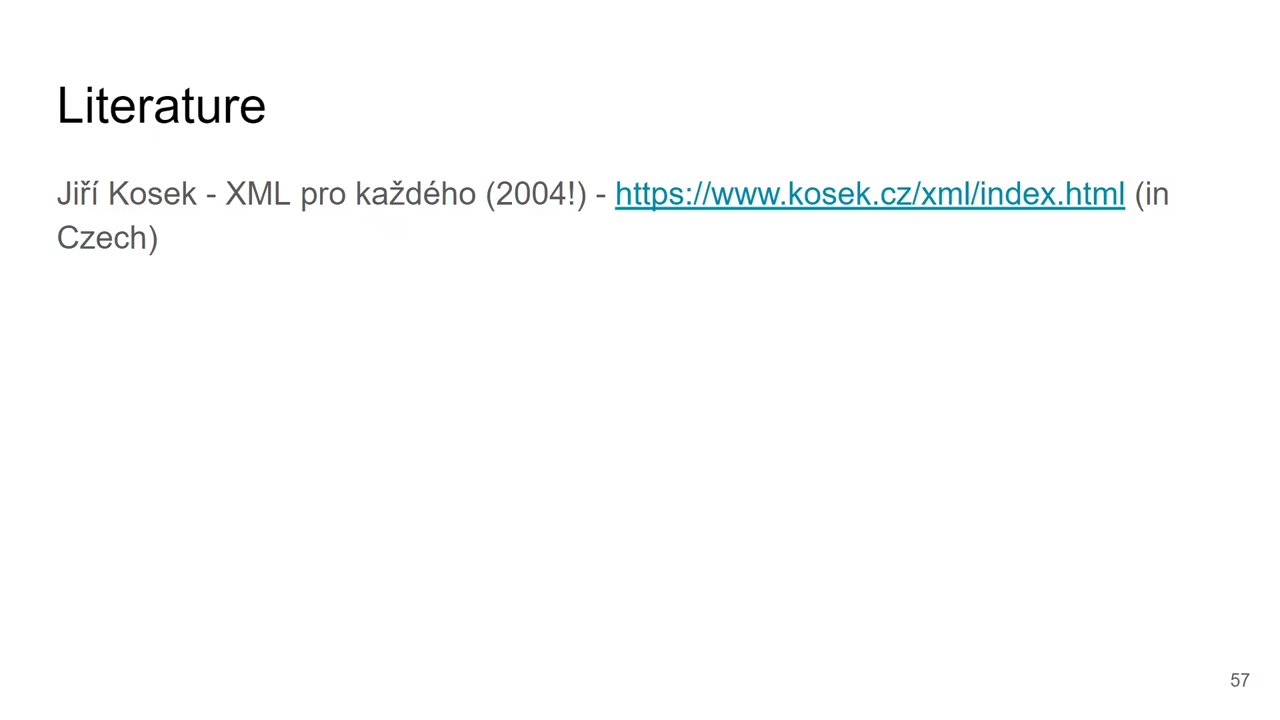 Literature
Jiří Kosek - XML pro každého (2004!) - https://www.kosek.cz/xml/index.html (in
Czech)
57